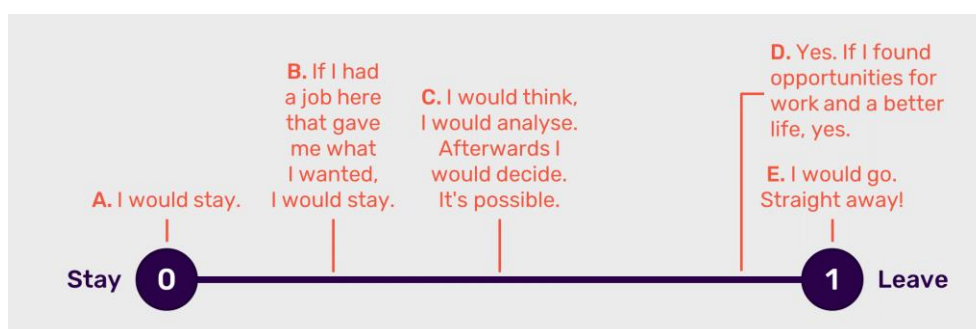 A. I would stay.
B. If I had
a job here
that gave
me what
I wanted,
I would stay.
C. I would think,
I would analyse.
Afterwards I
would decide.
It's possible.
D. Yes. If I found
opportunities for
work and a better
life, yes.
E. I would go.
Straight away!
Stay
0
1
Leave